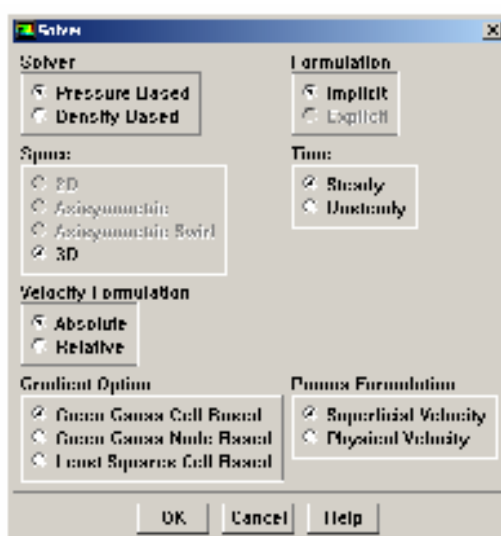 Solver
Solver
Pressure Based
Density Based
Formulation
Implicit
Explicit
Space
2D
Axisymmetric
Axisymmetric Swirl
3D
Time
Steady
Unsteady
Velocity Formulation
Absolute
Relative
Gradient Option
Green-Gauss Cell Based
Green-Gauss Node Based
Least Squares Cell Based
Porous Formulation
Superficial Velocity
Physical Velocity
OK
Cancel
Help